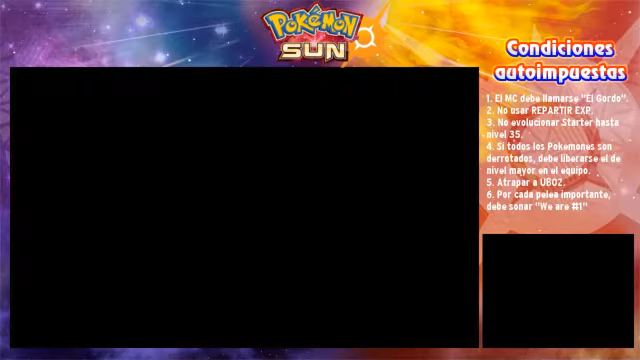 POKéMON
SUN
Condiciones
autoimpuestas
1. El MC debe llamarse "El Gordo".
2. No usar REPARTIR EXP.
3. No evolucionar Starter hasta
nivel 35.
4. Si todos los Pokemones son
derrotados, debe liberarse el de
nivel mayor en el equipo.
5. Atrapar a UB02.
6. Por cada pelea importante,
debe sonar "We are #1"